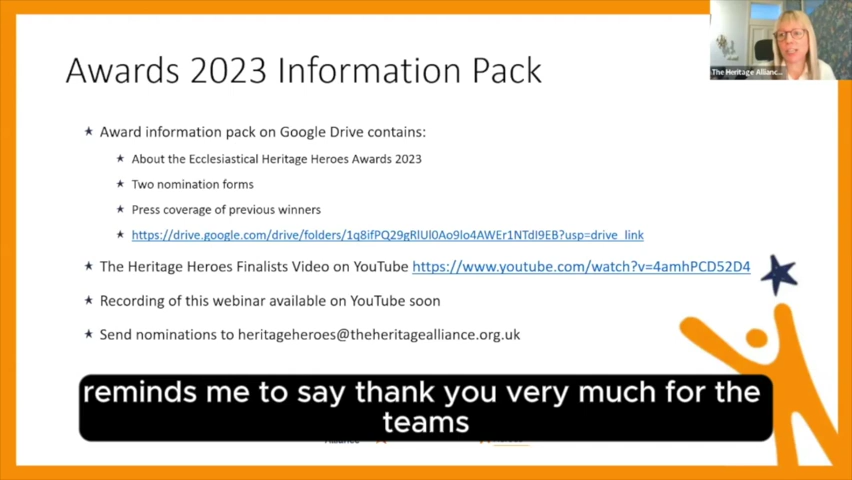 The Heritage Allianc...
Awards 2023 Information Pack
Award information pack on Google Drive contains:
About the Ecclesiastical Heritage Heroes Awards 2023
Two nomination forms
Press coverage of previous winners
https://drive.google.com/drive/folders/1q8ifPQ29gRlUl0Ao9lo4AWEr1NTdI9EB?usp=drive_link
The Heritage Heroes Finalists Video on YouTube https://www.youtube.com/watch?v=4amhPCD52D4
Recording of this webinar available on YouTube soon
Send nominations to heritageheroes@theheritagealliance.org.uk
reminds me to say thank you very much for the
teams